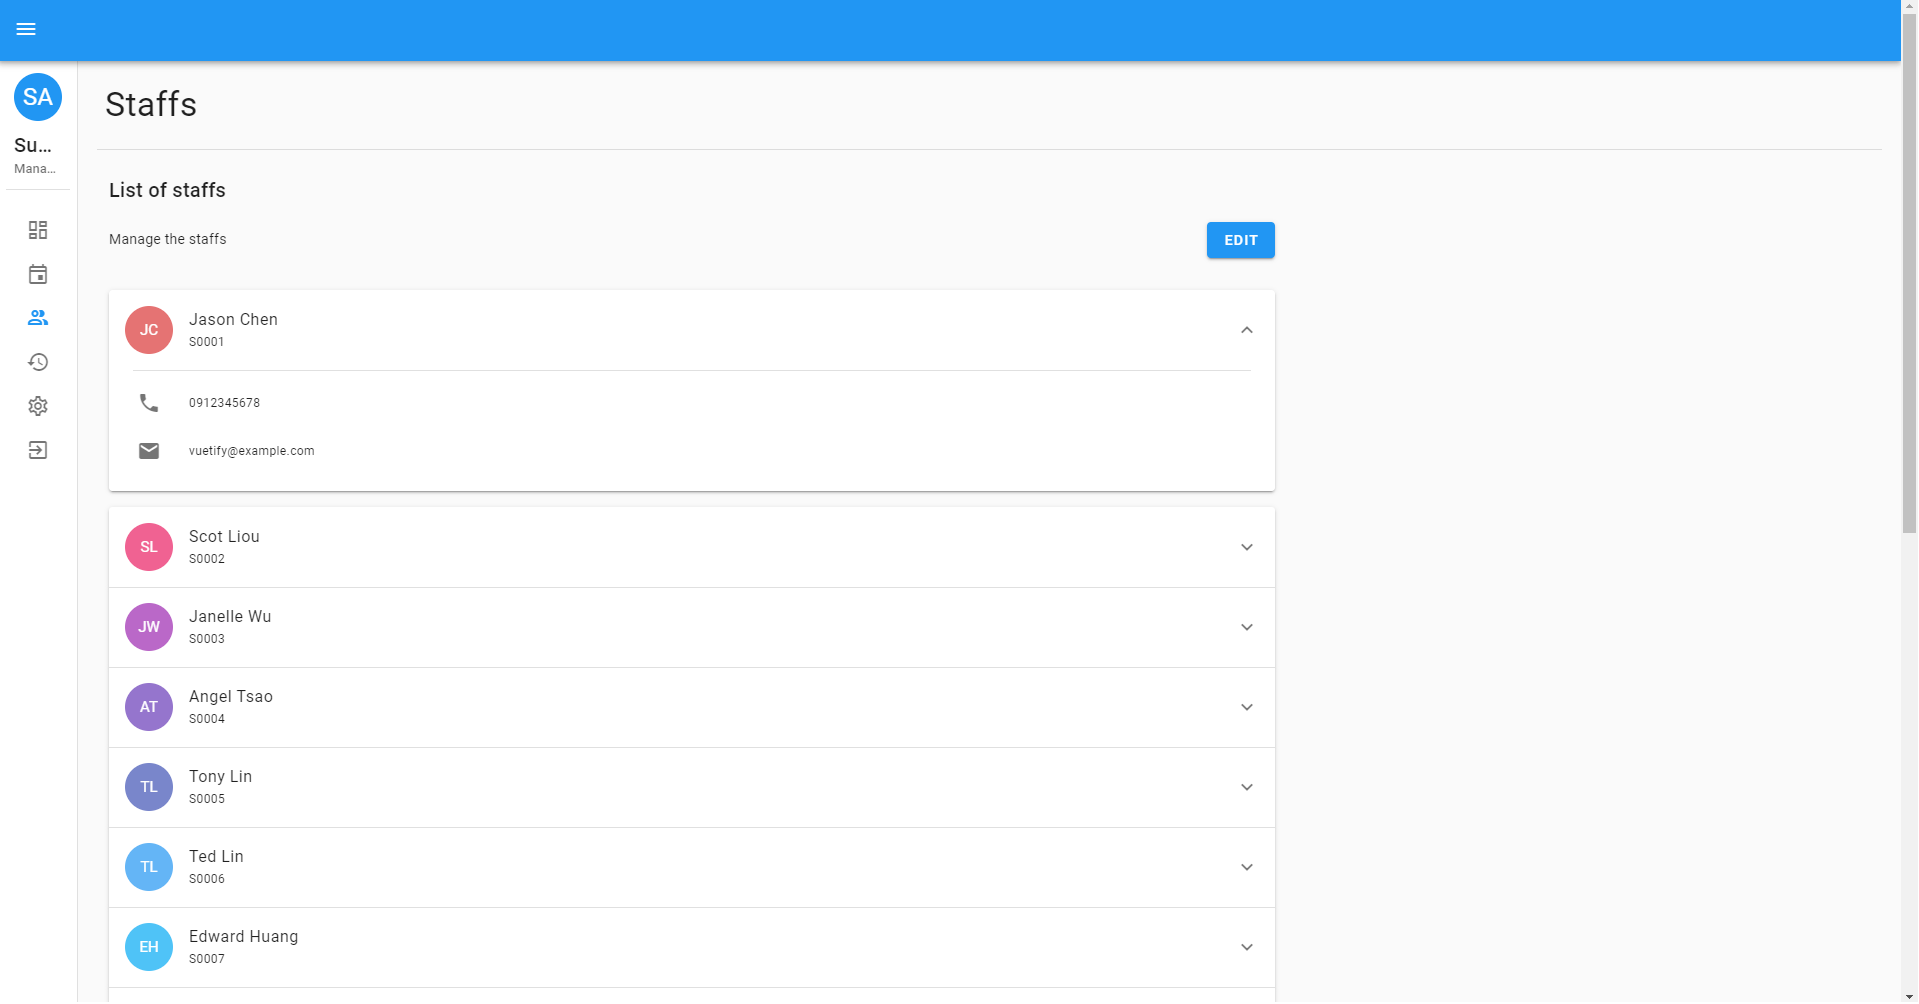 SA
Su...
Mana...
Staffs
List of staffs
Manage the staffs
EDIT
JC
Jason Chen
S0001
0912345678
vuetify@example.com
SL
Scot Liou
S0002
JW
Janelle Wu
S0003
AT
Angel Tsao
S0004
TL
Tony Lin
S0005
TL
Ted Lin
S0006
EH
Edward Huang
S0007